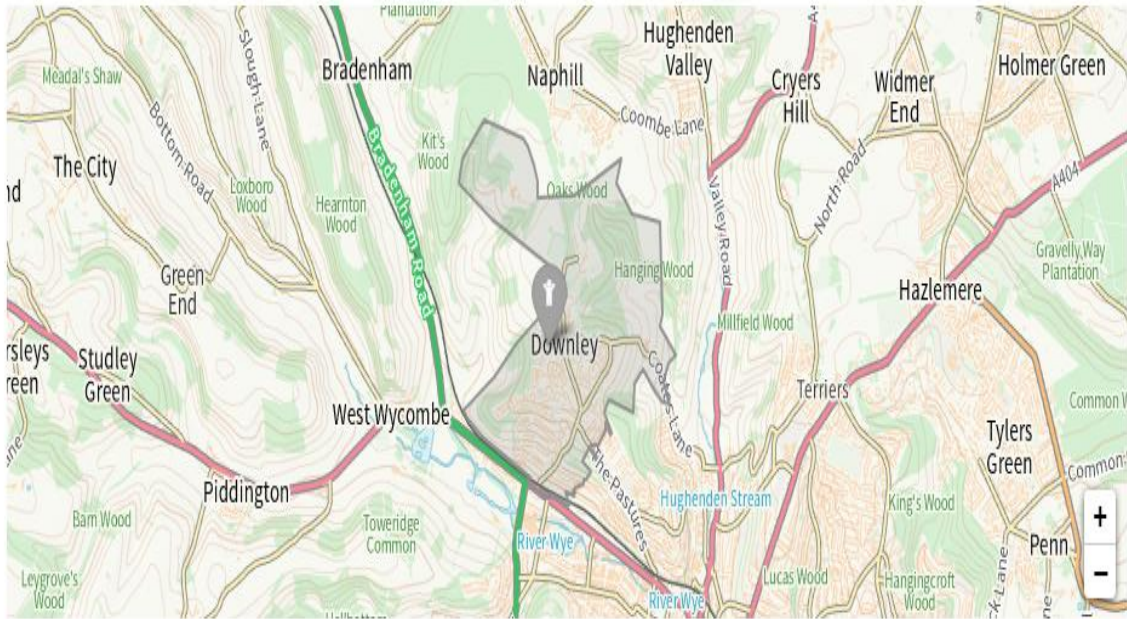 Plantation
Hughenden
Valley
Meadal's Shaw
Slough Lane
Bradenham
Naphill
Cryers
Hill
Widmer
End
Holmer Green
Coombe Lane
Bottom Road
Kit's
Wood
The City
Loxboro
Wood
Hearnton
Wood
Bradenham Road
Oaks Wood
Valley Road
North Road
A404
Green
End
Hanging Wood
Gravelly Way
Plantation
Hazlemere
Millfield Wood
Downley
Studley
Green
Coates Lane
Terriers
West Wycombe
Tylers
Green
Piddington
The Pastures
Hughenden Stream
King's Wood
Barn Wood
Toweridge
Common
River Wye
Penn
+
−
Leygrove's
Wood
Lucas Wood
Hangingcroft
Wood
River Wye